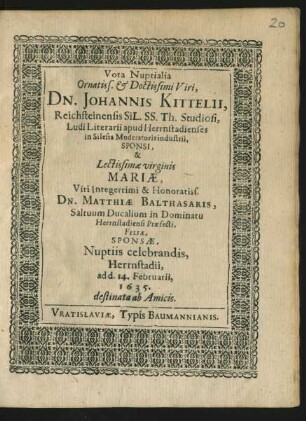 20
Vota Nuptialia
Ornatiss. & Doctissimi Viri,
DN. JOHANNIS KITTELII,
Reichsteinensis SiL. SS. Th. Studiosi,
Ludi Literarii apud Herrnstadienses
in Silesia Moderatoris industrii,
SPONSI,
&
Lectissimæ virginis
MARIÆ,
Viri Integerrimi & Honoratiss.
DN. MATTHIÆ BALTHASARIS,
Saltuum Ducalium in Dominatu
Herrnstadiensi Præfecti.
FILIÆ,
SPONSÆ.
Nuptiis celebrandis,
Herrnstadii,
ad d. 14. Februarii,
1635.
destinata ab Amicis.
VRATISLAVIÆ, Typis BAUMANNIANIS.